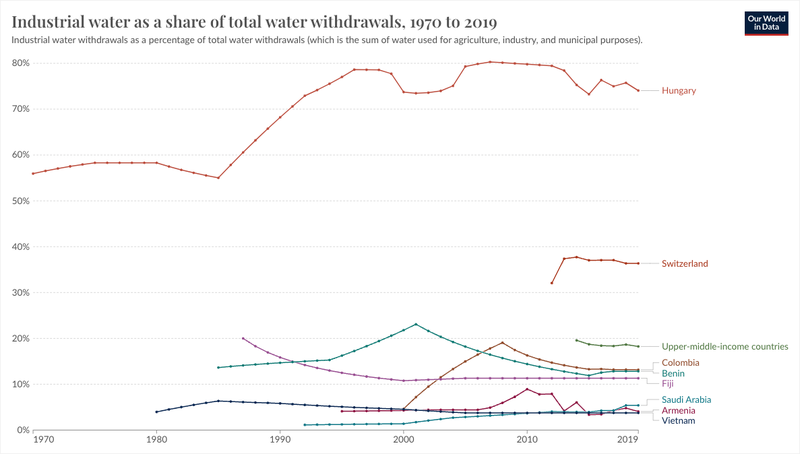 Industrial water as a share of total water withdrawals, 1970 to 2019
Our World
in Data
Industrial water withdrawals as a percentage of total water withdrawals (which is the sum of water used for agriculture, industry, and municipal purposes).
80%
Hungary
70%
60%
50%
40%
Switzerland
30%
20%
Upper-middle-income countries
Colombia
Benin
10%
Fiji
Saudi Arabia
Armenia
Vietnam
0%
1970
1980
1990
2000
2010
2019